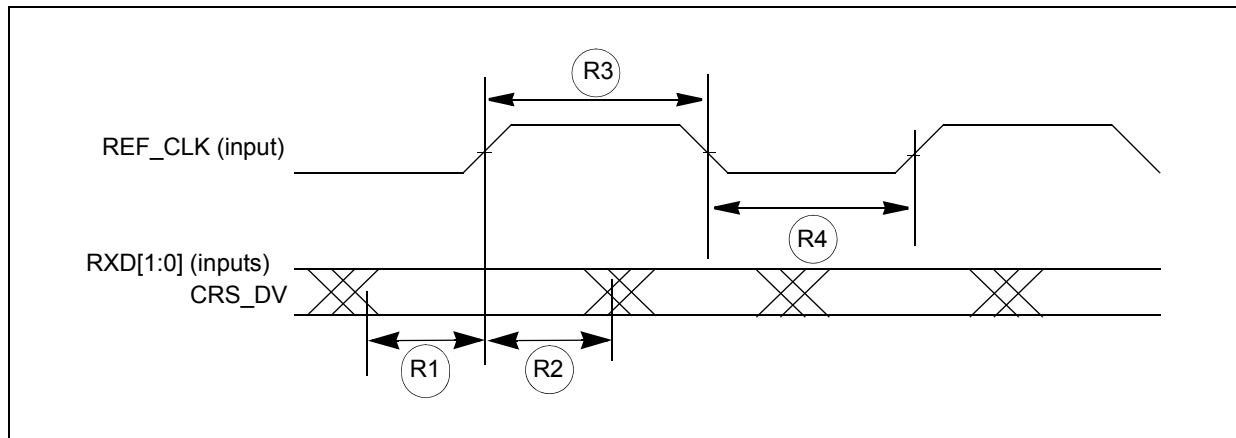 R3
REF_CLK (input)
R4
RXD[1:0] (inputs)
CRS_DV
R1
R2